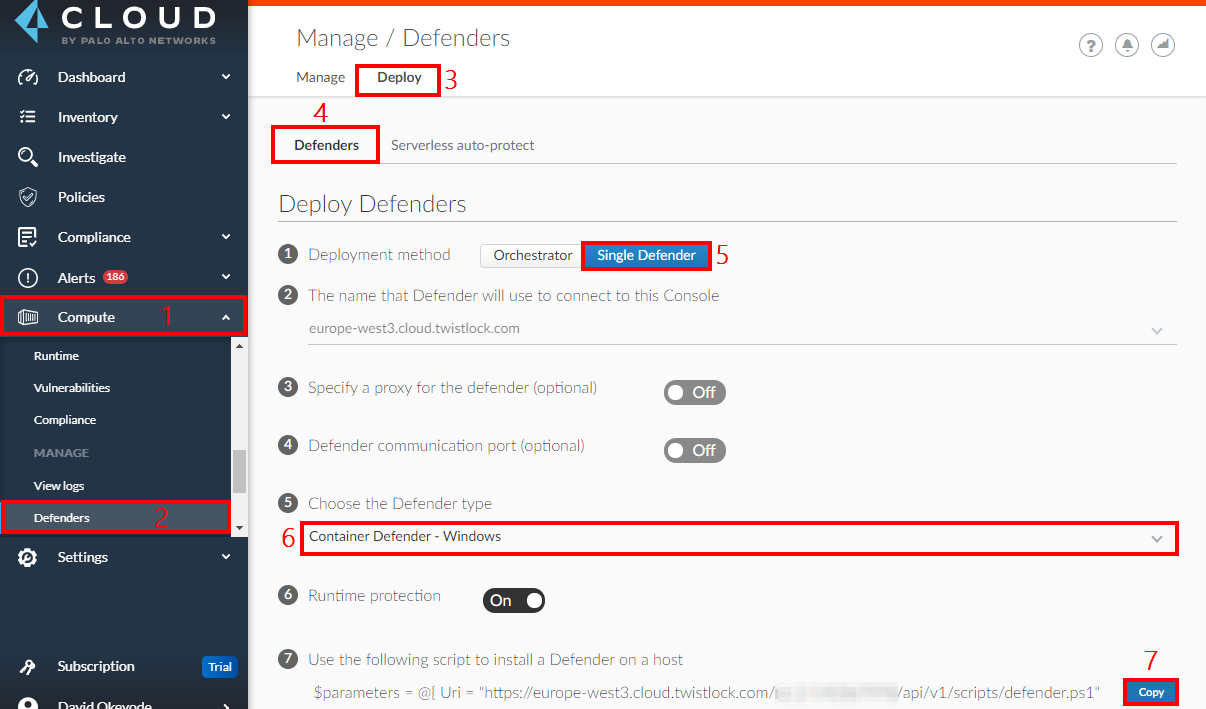 CLOUD
BY PALO ALTO NETWORKS
Dashboard
Inventory
Investigate
Policies
Compliance
Alerts 186
Compute 1
Runtime
Vulnerabilities
Compliance
MANAGE
View logs
Defenders 2
Settings
Subscription Trial
David Okeyode
Manage / Defenders
?
Manage Deploy 3
4
Defenders Serverless auto-protect
Deploy Defenders
1 Deployment method Orchestrator Single Defender 5
2 The name that Defender will use to connect to this Console
europe-west3.cloud.twistlock.com
3 Specify a proxy for the defender (optional) Off
4 Defender communication port (optional) Off
5 Choose the Defender type
6 Container Defender - Windows
6 Runtime protection On
7 Use the following script to install a Defender on a host
7
$parameters = @{ Uri = "https://europe-west3.cloud.twistlock.com/ /api/v1/scripts/defender.ps1" Copy